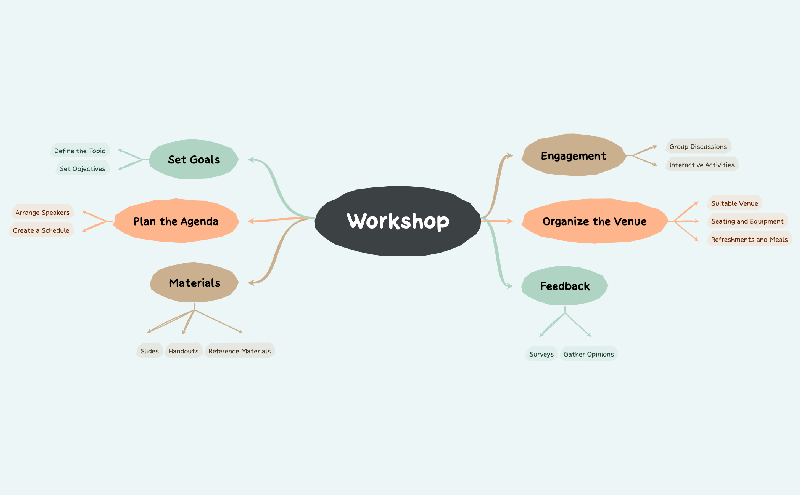 Workshop
Set Goals
Define the Topic
Set Objectives
Plan the Agenda
Arrange Speakers
Create a Schedule
Materials
Slides
Handouts
Reference Materials
Engagement
Group Discussions
Interactive Activities
Organize the Venue
Suitable Venue
Seating and Equipment
Refreshments and Meals
Feedback
Surveys
Gather Opinions